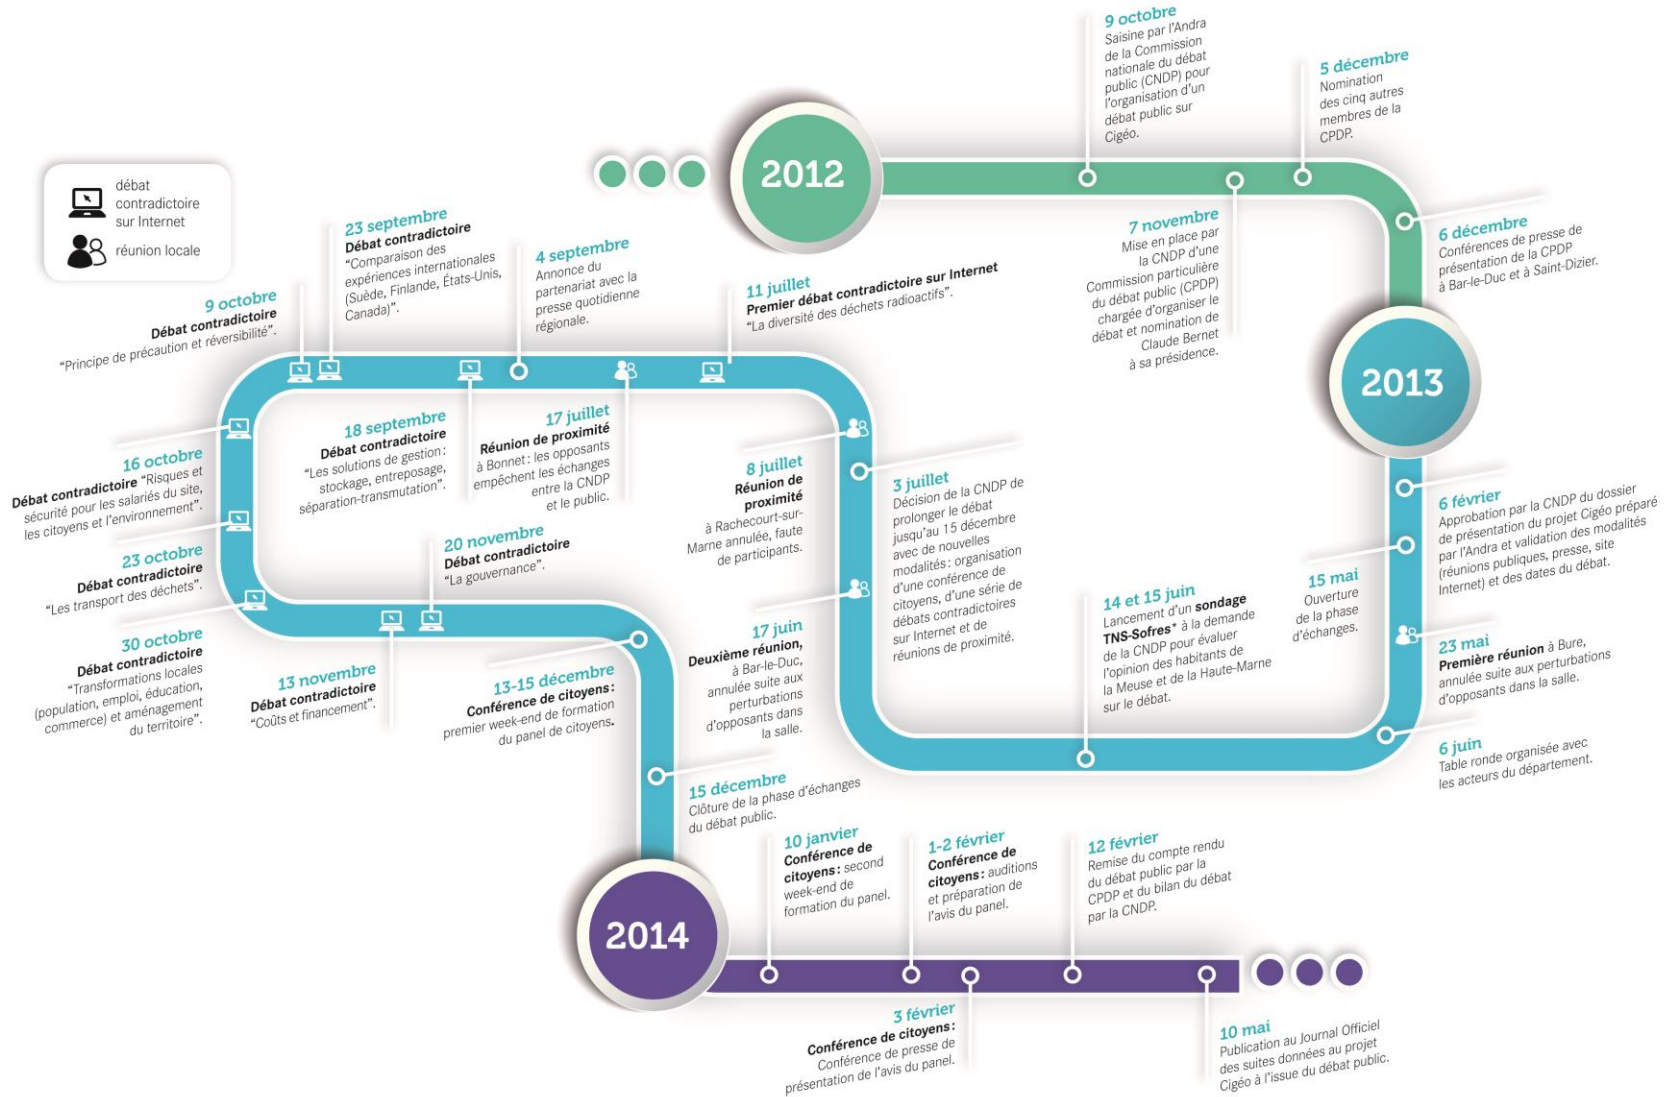 débat
contradictoire
sur Internet
réunion locale
2012
9 octobre
Saisine par l'Andra
de la Commission
nationale du débat
public (CNDP) pour
l'organisation d'un
débat public sur
Cigéo.
7 novembre
Mise en place par
la CNDP d'une
Commission particulière
du débat public (CPDP)
chargée d'organiser le
débat et nomination de
Claude Bernet
à sa présidence.
5 décembre
Nomination
des cinq autres
membres de la
CPDP.
6 décembre
Conférences de presse de
présentation de la CPDP
à Bar-le-Duc et à Saint-Dizier.
2013
6 février
Approbation par la CNDP du dossier
de présentation du projet Cigéo préparé
par l'Andra et validation des modalités
(réunions publiques, presse, site
Internet) et des dates du débat.
15 mai
Ouverture
de la phase
d'échanges.
23 mai
Première réunion à Bure,
annulée suite aux perturbations
d'opposants dans la salle.
6 juin
Table ronde organisée avec
les acteurs du département.
14 et 15 juin
Lancement d'un sondage
TNS-Sofres* à la demande
de la CNDP pour évaluer
l'opinion des habitants de
la Meuse et de la Haute-Marne
sur le débat.
17 juin
Deuxième réunion,
à Bar-le-Duc,
annulée suite aux
perturbations
d'opposants dans
la salle.
3 juillet
Décision de la CNDP de
prolonger le débat
jusqu'au 15 décembre
avec de nouvelles
modalités : organisation
d'une conférence de
citoyens, d'une série de
débats contradictoires
sur Internet et de
réunions de proximité.
8 juillet
Réunion de
proximité
à Rachecourt-sur-
Marne annulée, faute
de participants.
11 juillet
Premier débat contradictoire sur Internet
"La diversité des déchets radioactifs".
17 juillet
Réunion de proximité
à Bonnet : les opposants
empêchent les échanges
entre la CNDP
et le public.
4 septembre
Annonce du
partenariat avec la
presse quotidienne
régionale.
18 septembre
Débat contradictoire
"Les solutions de gestion :
stockage, entreposage,
séparation-transmutation".
23 septembre
Débat contradictoire
"Comparaison des
expériences internationales
(Suède, Finlande, États-Unis,
Canada)".
9 octobre
Débat contradictoire
"Principe de précaution et réversibilité".
16 octobre
Débat contradictoire "Risques et
sécurité pour les salariés du site,
les citoyens et l'environnement".
23 octobre
Débat contradictoire
"Les transport des déchets".
30 octobre
Débat contradictoire
"Transformations locales
(population, emploi, éducation,
commerce) et aménagement
du territoire".
13 novembre
Débat contradictoire
"Coûts et financement".
20 novembre
Débat contradictoire
"La gouvernance".
13-15 décembre
Conférence de citoyens :
premier week-end de formation
du panel de citoyens.
15 décembre
Clôture de la phase d'échanges
du débat public.
2014
10 janvier
Conférence de
citoyens : second
week-end de
formation du panel.
1-2 février
Conférence de
citoyens : auditions
et préparation de
l'avis du panel.
3 février
Conférence de citoyens :
Conférence de presse de
présentation de l'avis du panel.
12 février
Remise du compte rendu
du débat public par la
CPDP et du bilan du débat
par la CNDP.
10 mai
Publication au Journal Officiel
des suites données au projet
Cigéo à l'issue du débat public.